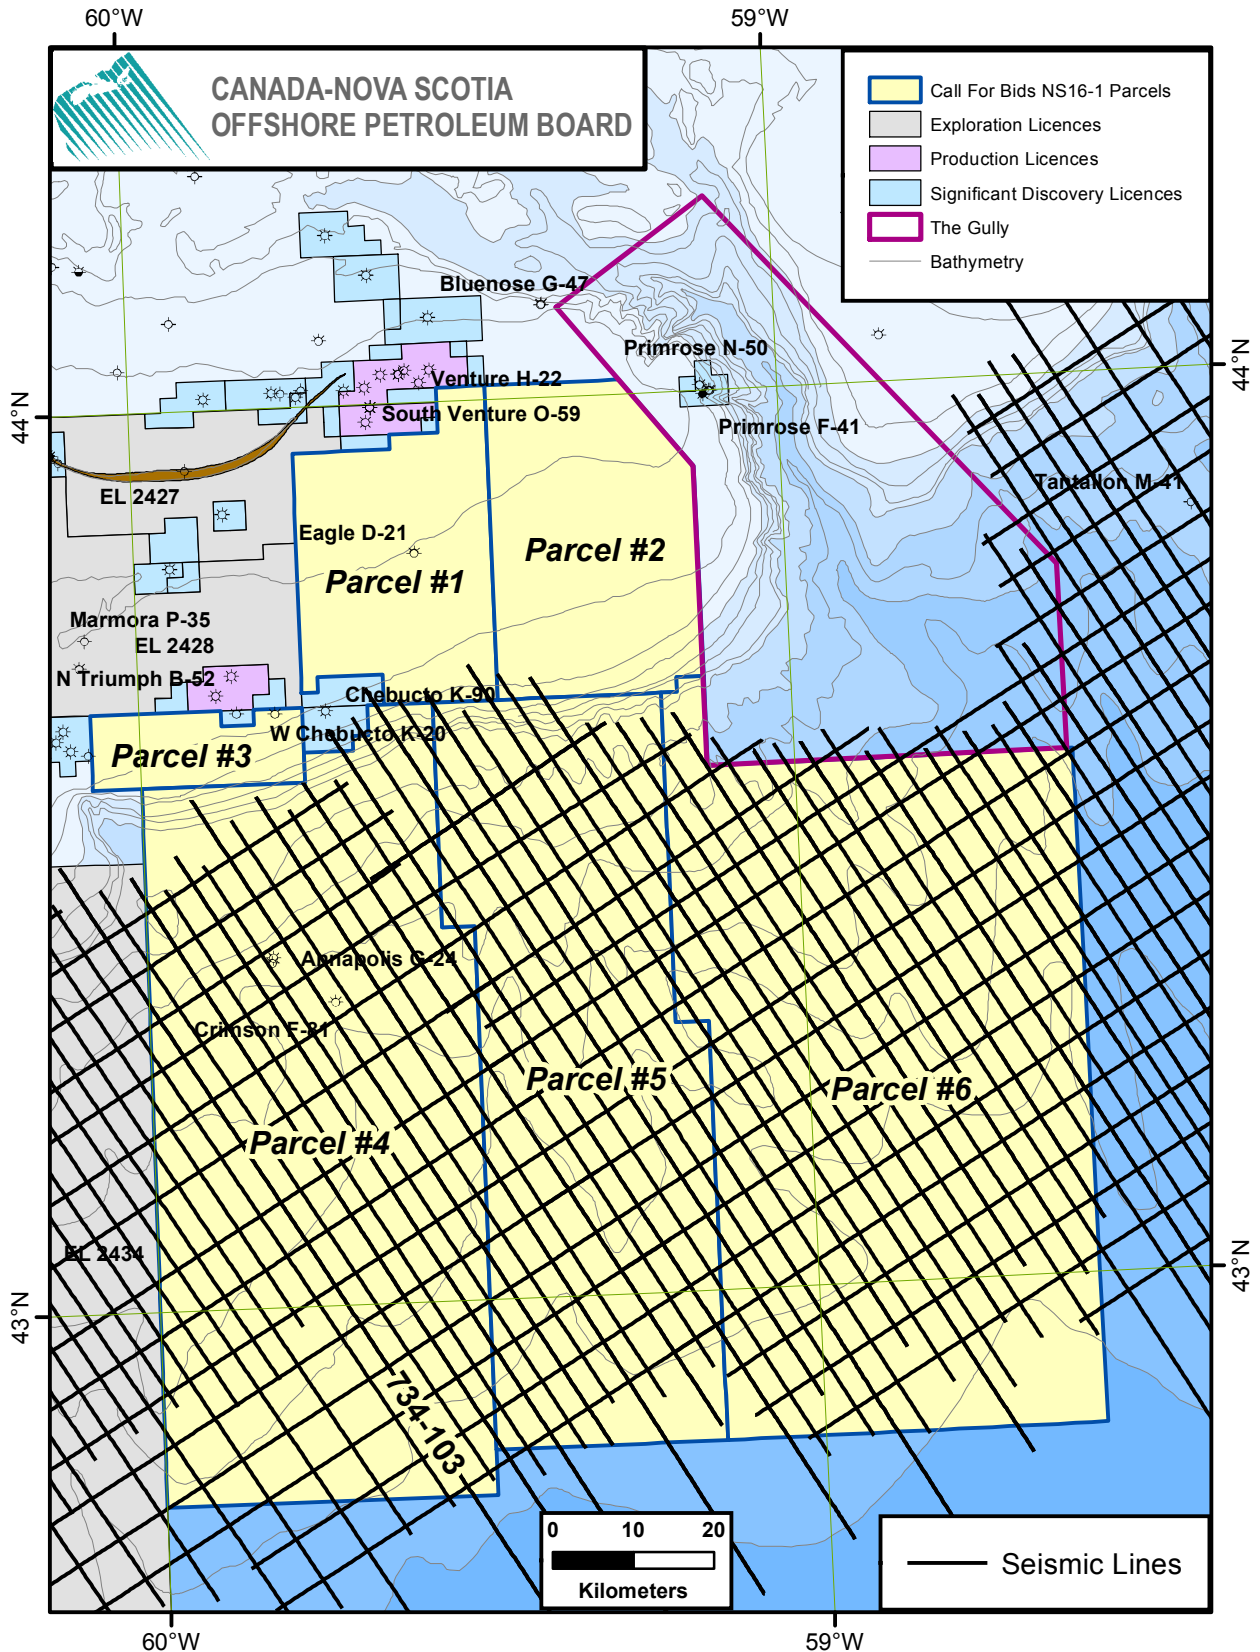 60°W
59°W
CANADA-NOVA SCOTIA
OFFSHORE PETROLEUM BOARD
Call For Bids NS16-1 Parcels
Exploration Licences
Production Licences
Significant Discovery Licences
The Gully
Bathymetry
Bluenose G-47
Primrose N-50
44°N
Venture H-22
44°N
South Venture O-59
Primrose F-41
Tantallon M-41
EL 2427
Eagle D-21
Parcel #2
Parcel #1
Marmora P-35
EL 2428
N Triumph B-52
Chebucto K-90
W Chebucto K-20
Parcel #3
Annapolis G-24
Crimson F-81
Parcel #5
Parcel #6
Parcel #4
EL 2434
43°N
43°N
734-103
0 10 20
Kilometers
Seismic Lines
60°W
59°W